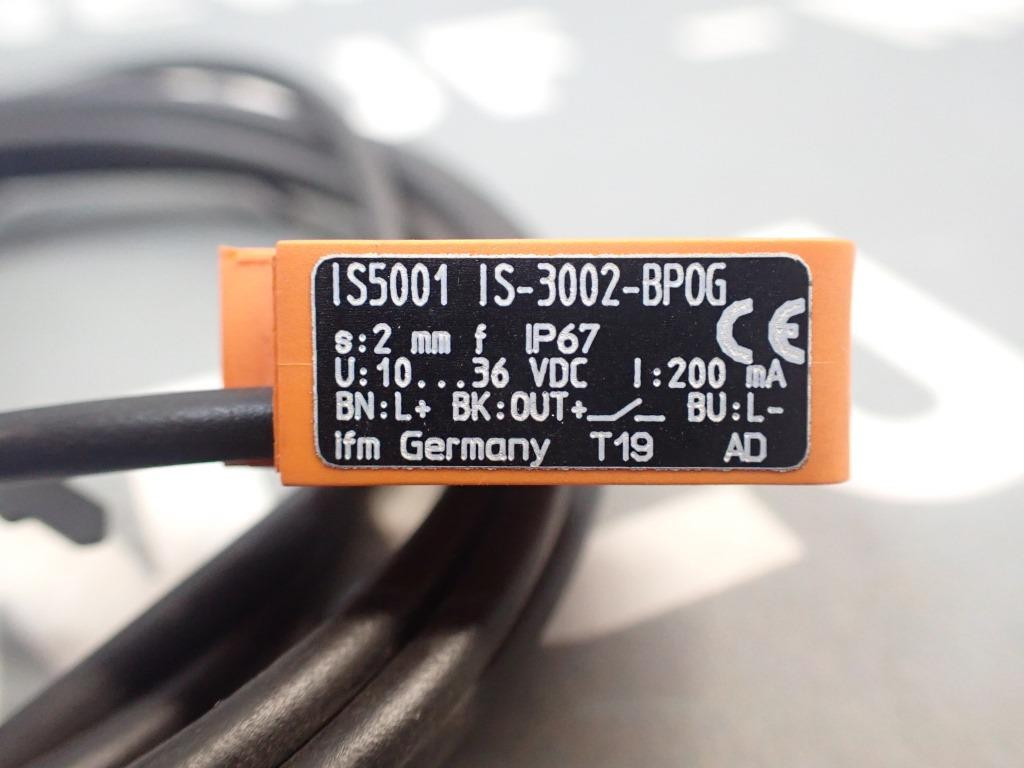 IS5001 IS-3002-BPOG
CE
s:2 mm f IP67
U:10...36 VDC I:200 mA
BN:L+ BK:OUT+ BU:L-
ifm Germany T19 AD